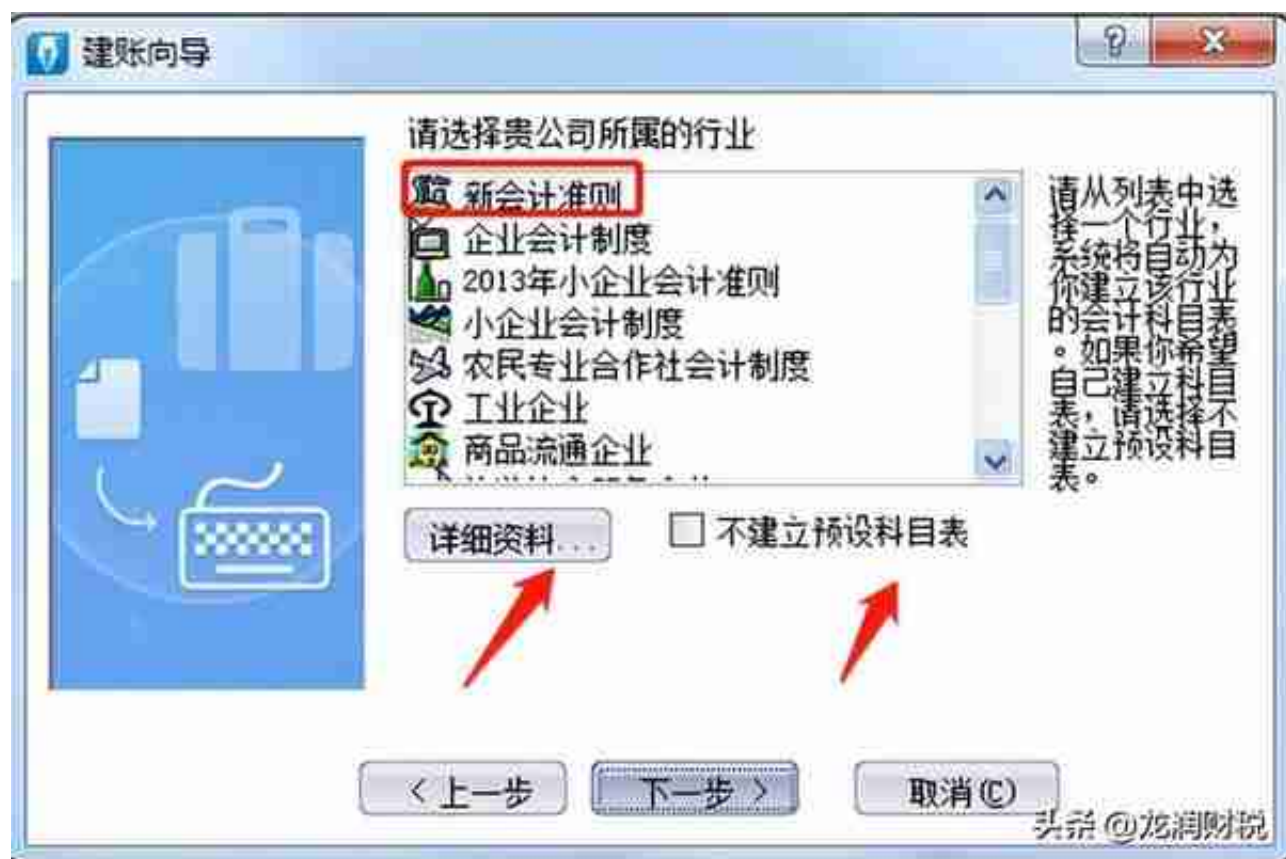 建账向导
请选择贵公司所属的行业
新会计准则
企业会计制度
2013年小企业会计准则
小企业会计制度
农民专业合作社会计制度
工业企业
商品流通企业
请从列表中选
择一个行业,
系统将自动为
你建立该行业
的会计科目表
。如果你希望
自己建立科目
表，请选择不
建立预设科目
表。
详细资料...
不建立预设科目表
<上一步
下一步>
取消(C)
头条@龙润财税